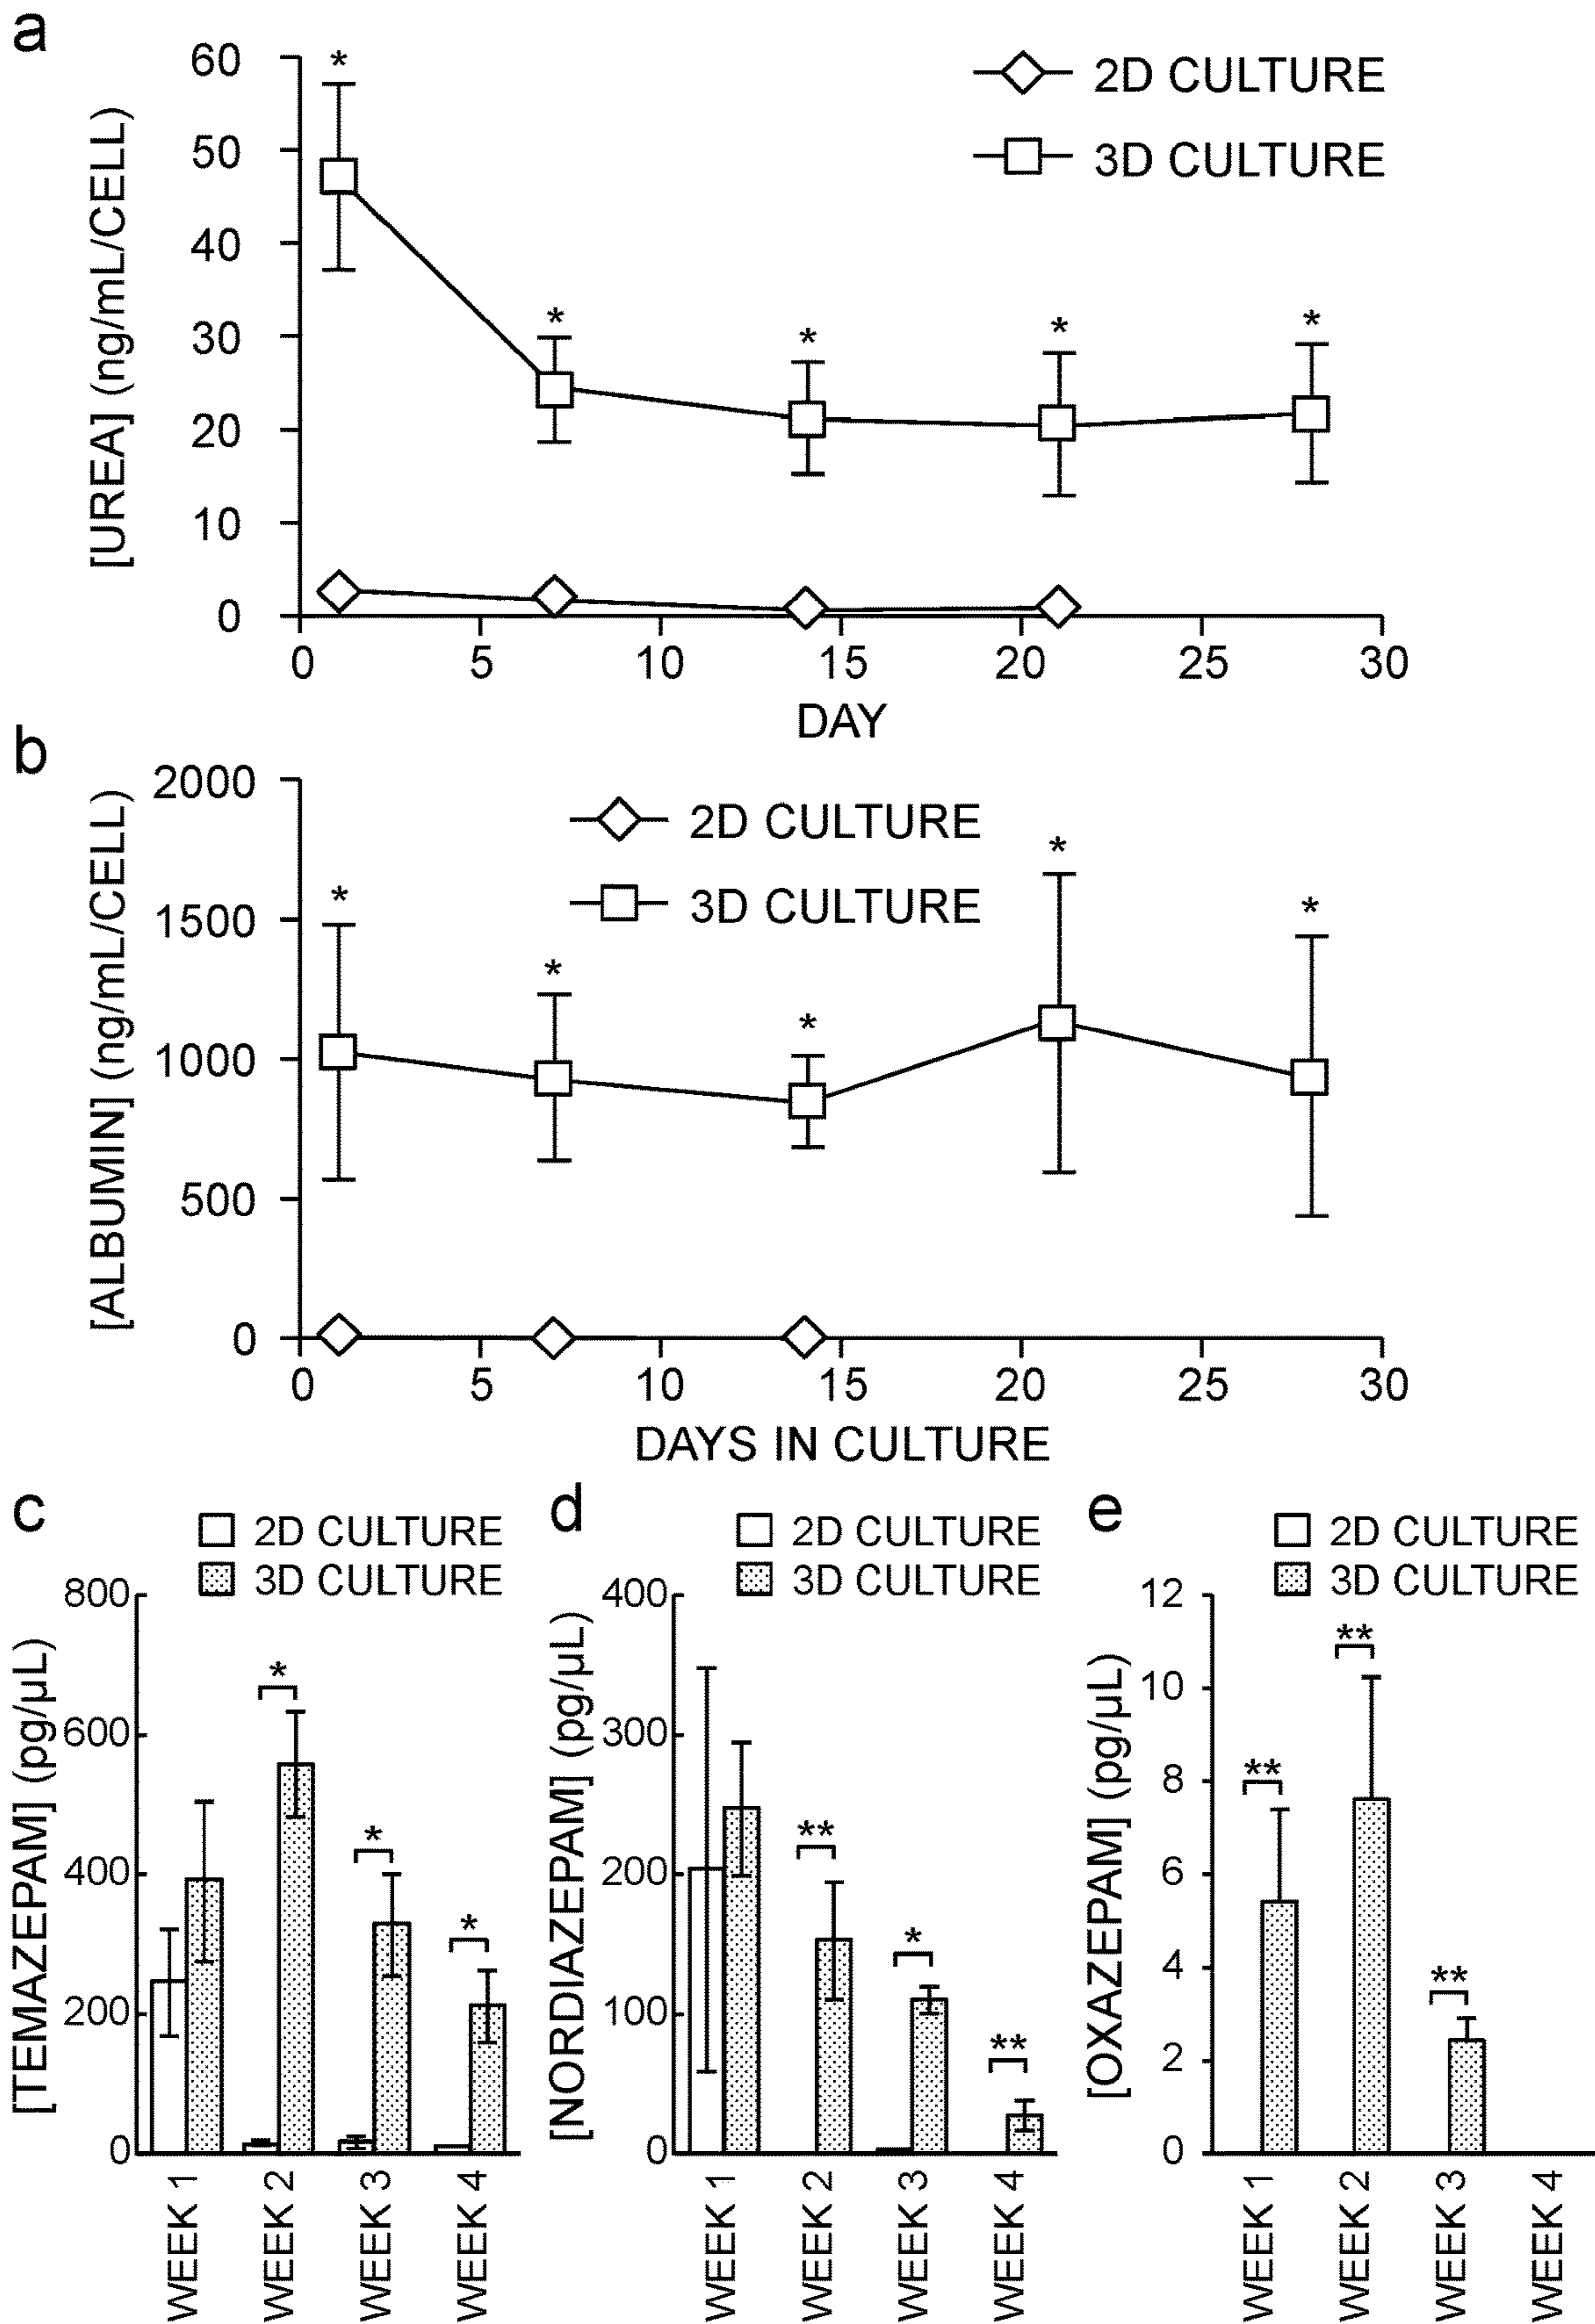 a
[UREA] (ng/mL/CELL)
60
50
40
30
20
10
0
*
*
*
*
*
2D CULTURE
3D CULTURE
0 5 10 15 20 25 30
DAY
b
[ALBUMIN] (ng/mL/CELL)
2000
1500
1000
500
0
2D CULTURE
3D CULTURE
*
*
*
*
*
0 5 10 15 20 25 30
DAYS IN CULTURE
c
2D CULTURE
3D CULTURE
[TEMAZEPAM] (pg/µL)
800
600
400
200
0
*
*
*
WEEK 1
WEEK 2
WEEK 3
WEEK 4
d
2D CULTURE
3D CULTURE
[NORDIAZEPAM] (pg/µL)
400
300
200
100
0
**
*
**
WEEK 1
WEEK 2
WEEK 3
WEEK 4
e
2D CULTURE
3D CULTURE
[OXAZEPAM] (pg/µL)
12
10
8
6
4
2
0
**
**
**
WEEK 1
WEEK 2
WEEK 3
WEEK 4